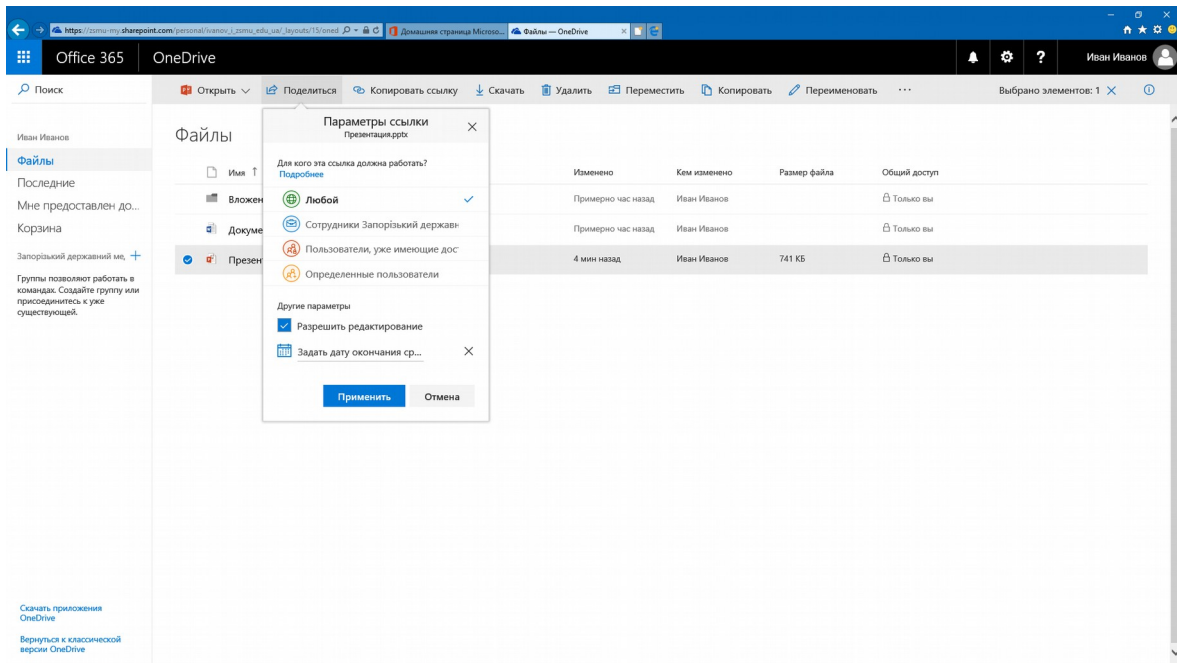 https://zsmu-my.sharepoint.com/personal/ivanov_i_zsmu_edu_ua/_layouts/15/oned
Домашняя страница Microso...
Файлы — OneDrive
Office 365
OneDrive
?
Иван Иванов
Поиск
Открыть
Поделиться
Копировать ссылку
Скачать
Удалить
Переместить
Копировать
Переименовать
...
Выбрано элементов: 1
Иван Иванов
Файлы
Последние
Мне предоставлен до...
Корзина
Запорізький державний ме,
Группы позволяют работать в
командах. Создайте группу или
присоединитесь к уже
существующей.
Файлы
Имя ↑
Изменено
Кем изменено
Размер файла
Общий доступ
Вложен
Примерно час назад
Иван Иванов
Только вы
Докуме
Примерно час назад
Иван Иванов
Только вы
Презен
4 мин назад
Иван Иванов
741 КБ
Только вы
Параметры ссылки
Презентация.pptx
Для кого эта ссылка должна работать?
Подробнее
Любой
Сотрудники Запорізький державн
Пользователи, уже имеющие дос
Определенные пользователи
Другие параметры
Разрешить редактирование
Задать дату окончания ср...
Применить
Отмена
Скачать приложения
OneDrive
Вернуться к классической
версии OneDrive